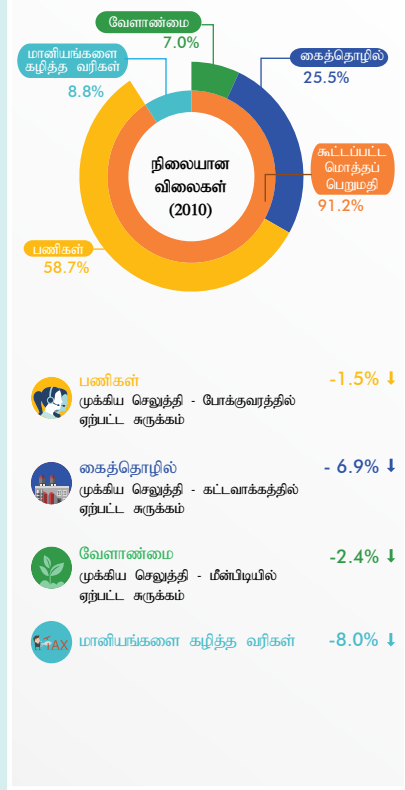 வேளாண்மை
7.0%
மானியங்களை
கழித்த வரிகள்
8.8%
கைத்தொழில்
25.5%
நிலையான
விலைகள்
(2010)
கூட்டப்பட்ட
மொத்தப்
பெறுமதி
91.2%
பணிகள்
58.7%
பணிகள்
-1.5%
முக்கிய செலுத்தி - போக்குவரத்தில்
ஏற்பட்ட சுருக்கம்
கைத்தொழில்
- 6.9%
முக்கிய செலுத்தி - கட்டவாக்கத்தில்
ஏற்பட்ட சுருக்கம்
வேளாண்மை
-2.4%
முக்கிய செலுத்தி - மீன்பிடியில்
ஏற்பட்ட சுருக்கம்
TAX
மானியங்களை கழித்த வரிகள்
-8.0%